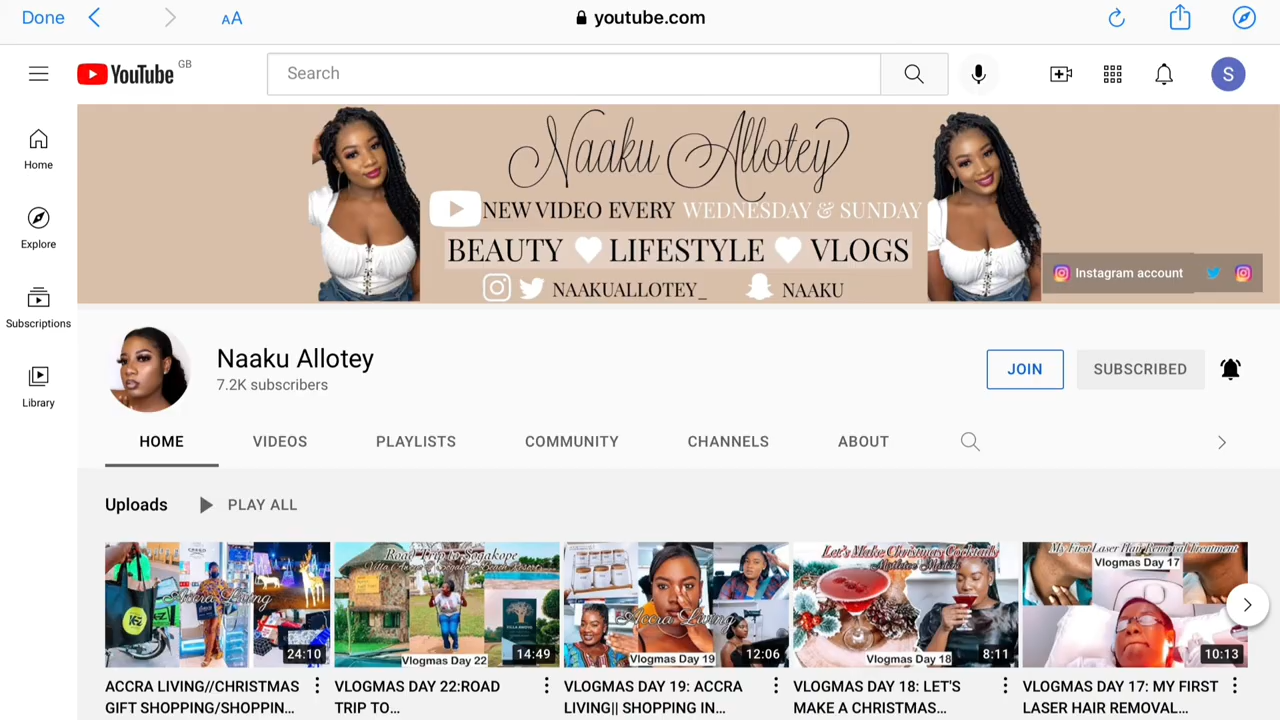 Done
AA
youtube.com
YouTube GB
Search
S
Home
Explore
Subscriptions
Library
Naaku Allotey
NEW VIDEO EVERY WEDNESDAY & SUNDAY
BEAUTY LIFESTYLE VLOGS
NAAKUALLOTEY_ NAAKU
Instagram account
Naaku Allotey
7.2K subscribers
JOIN
SUBSCRIBED
HOME VIDEOS PLAYLISTS COMMUNITY CHANNELS ABOUT
Uploads PLAY ALL
Accra Living
24:10
Road Trip to Sogakope
Vlogmas Day 22
14:49
Accra Living
Vlogmas Day 19
12:06
Let's Make Christmas Cocktails
Vlogmas Day 18
8:11
My First Laser Hair Removal Treatment
Vlogmas Day 17
10:13
ACCRA LIVING//CHRISTMAS
GIFT SHOPPING/SHOPPIN...
VLOGMAS DAY 22:ROAD
TRIP TO...
VLOGMAS DAY 19: ACCRA
LIVING|| SHOPPING IN...
VLOGMAS DAY 18: LET'S
MAKE A CHRISTMAS...
VLOGMAS DAY 17: MY FIRST
LASER HAIR REMOVAL...